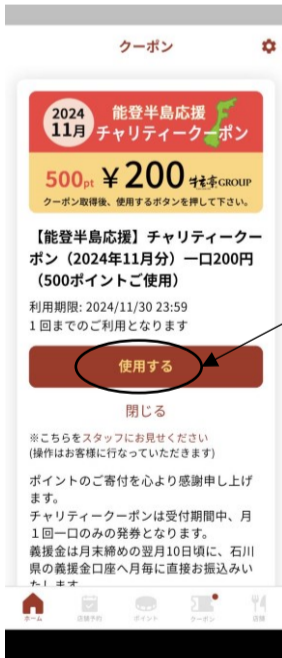 クーポン
2024
11月
能登半島応援
チャリティークーポン
500pt ¥200 GROUP
クーポン取得後、使用するボタンを押して下さい。
【能登半島応援】チャリティークー
ポン（2024年11月分）一口200円
（500ポイントご使用）
利用期限: 2024/11/30 23:59
1回までのご利用となります
使用する
閉じる
※こちらをスタッフにお見せください
(操作はお客様に行なっていただきます)
ポイントのご寄付を心より感謝申し上げ
ます。
チャリティークーポンは受付期間中、月
1回一口のみの発券となります。
義援金は月末締めの翌月10日頃に、石川
県の義援金口座へ月毎に直接お振込みい
たします
ホーム 店舗予約 ポイント クーポン 店舗